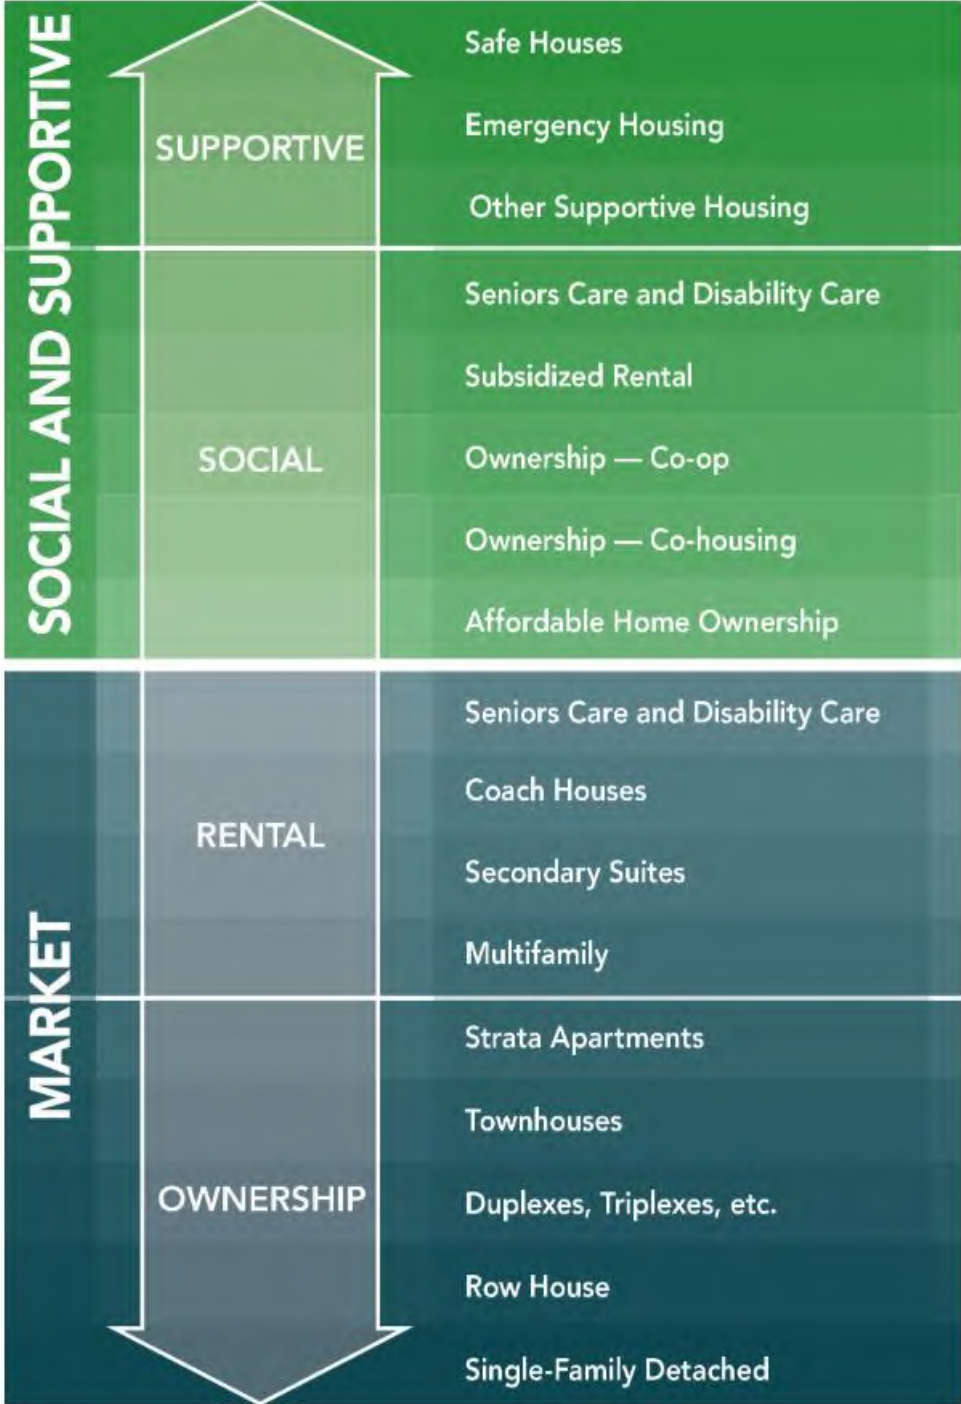 SOCIAL AND SUPPORTIVE
SUPPORTIVE
Safe Houses
Emergency Housing
Other Supportive Housing
SOCIAL
Seniors Care and Disability Care
Subsidized Rental
Ownership — Co-op
Ownership — Co-housing
Affordable Home Ownership
MARKET
RENTAL
Seniors Care and Disability Care
Coach Houses
Secondary Suites
Multifamily
OWNERSHIP
Strata Apartments
Townhouses
Duplexes, Triplexes, etc.
Row House
Single-Family Detached